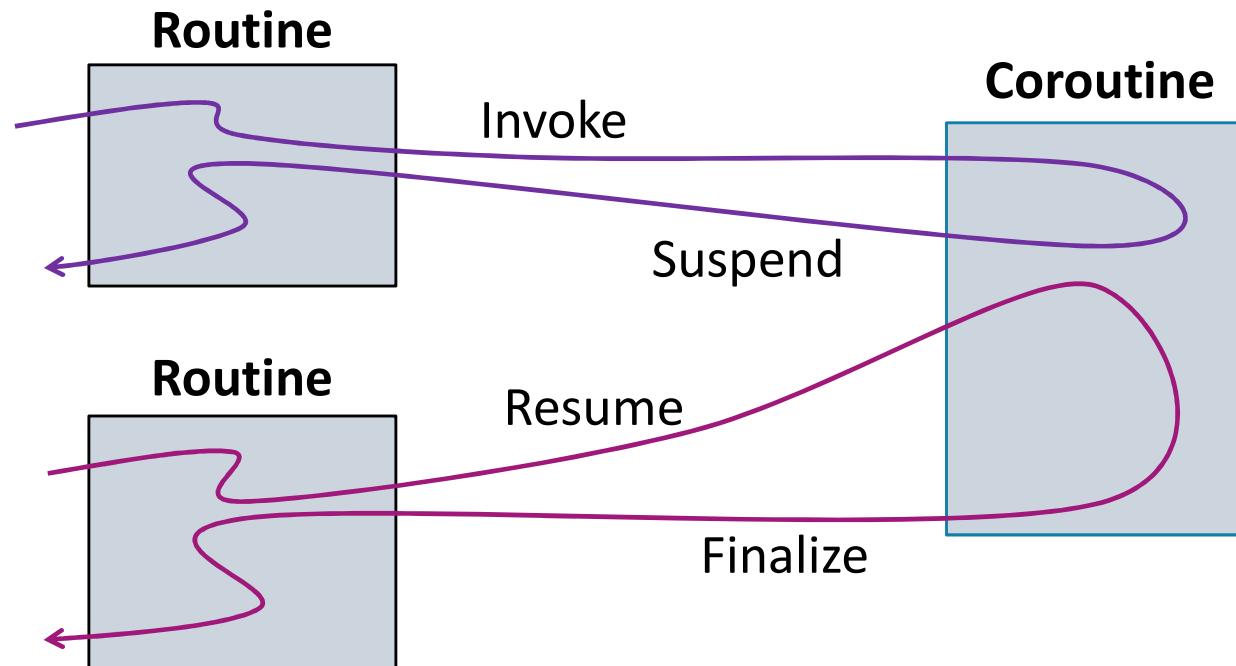 Routine
Coroutine
Invoke
Suspend
Routine
Resume
Finalize